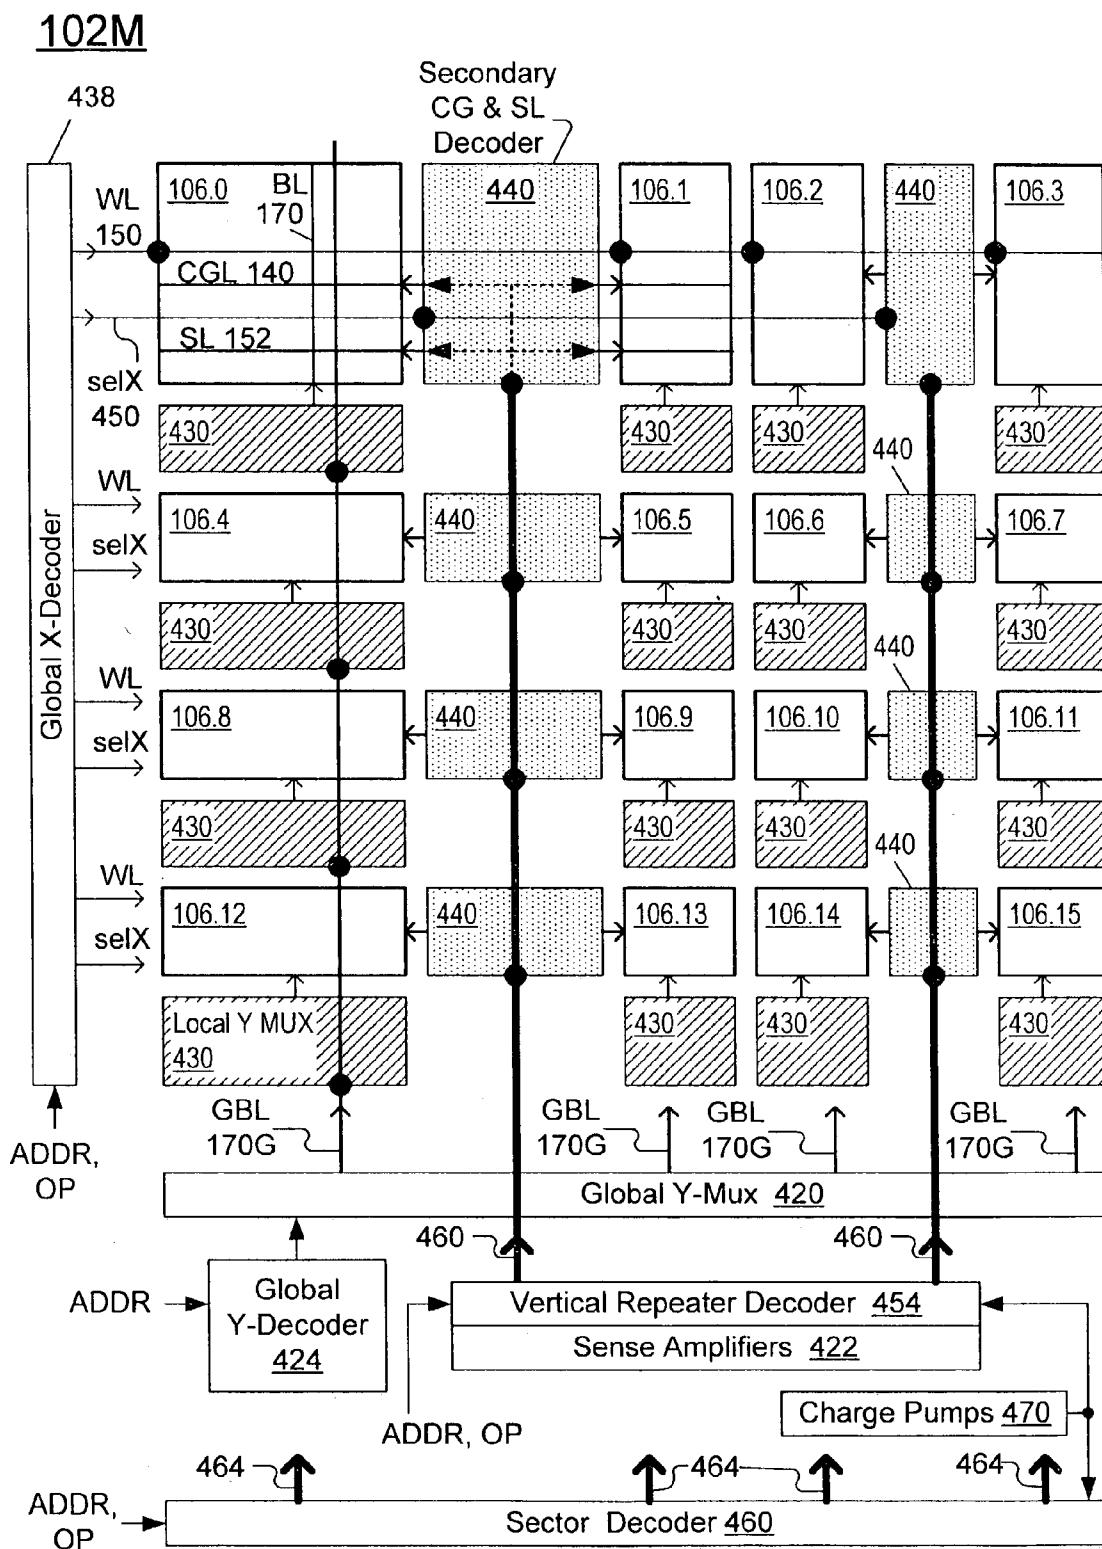 102M
438
Secondary
CG & SL
Decoder
WL
150
106.0
BL
170
440
106.1
106.2
440
106.3
CGL 140
SL 152
selX
450
430
430
430
430
440
WL
106.4
440
106.5
106.6
106.7
selX
Global X-Decoder
430
430
430
430
440
WL
106.8
440
106.9
106.10
106.11
selX
430
430
430
430
440
WL
106.12
440
106.13
106.14
106.15
selX
Local Y MUX
430
430
430
430
GBL
170G
GBL
170G
GBL
170G
GBL
170G
ADDR,
OP
Global Y-Mux 420
460
460
ADDR
Global
Y-Decoder
424
Vertical Repeater Decoder 454
Sense Amplifiers 422
ADDR, OP
Charge Pumps 470
464
464
464
ADDR,
OP
Sector Decoder 460